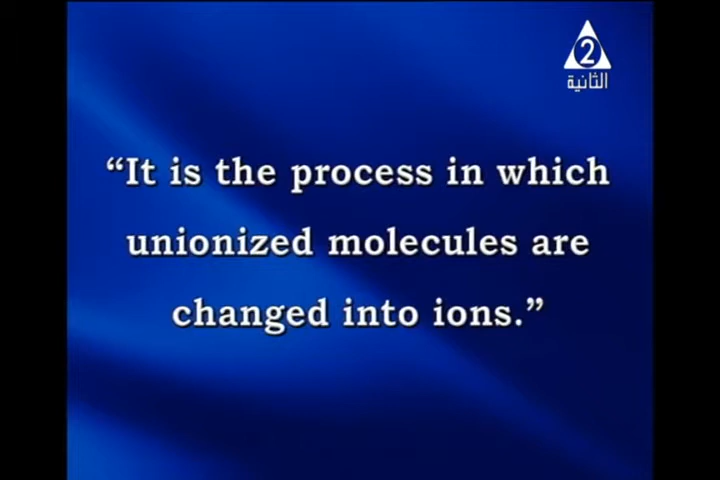 2
الثانية
“It is the process in which
unionized molecules are
changed into ions.”